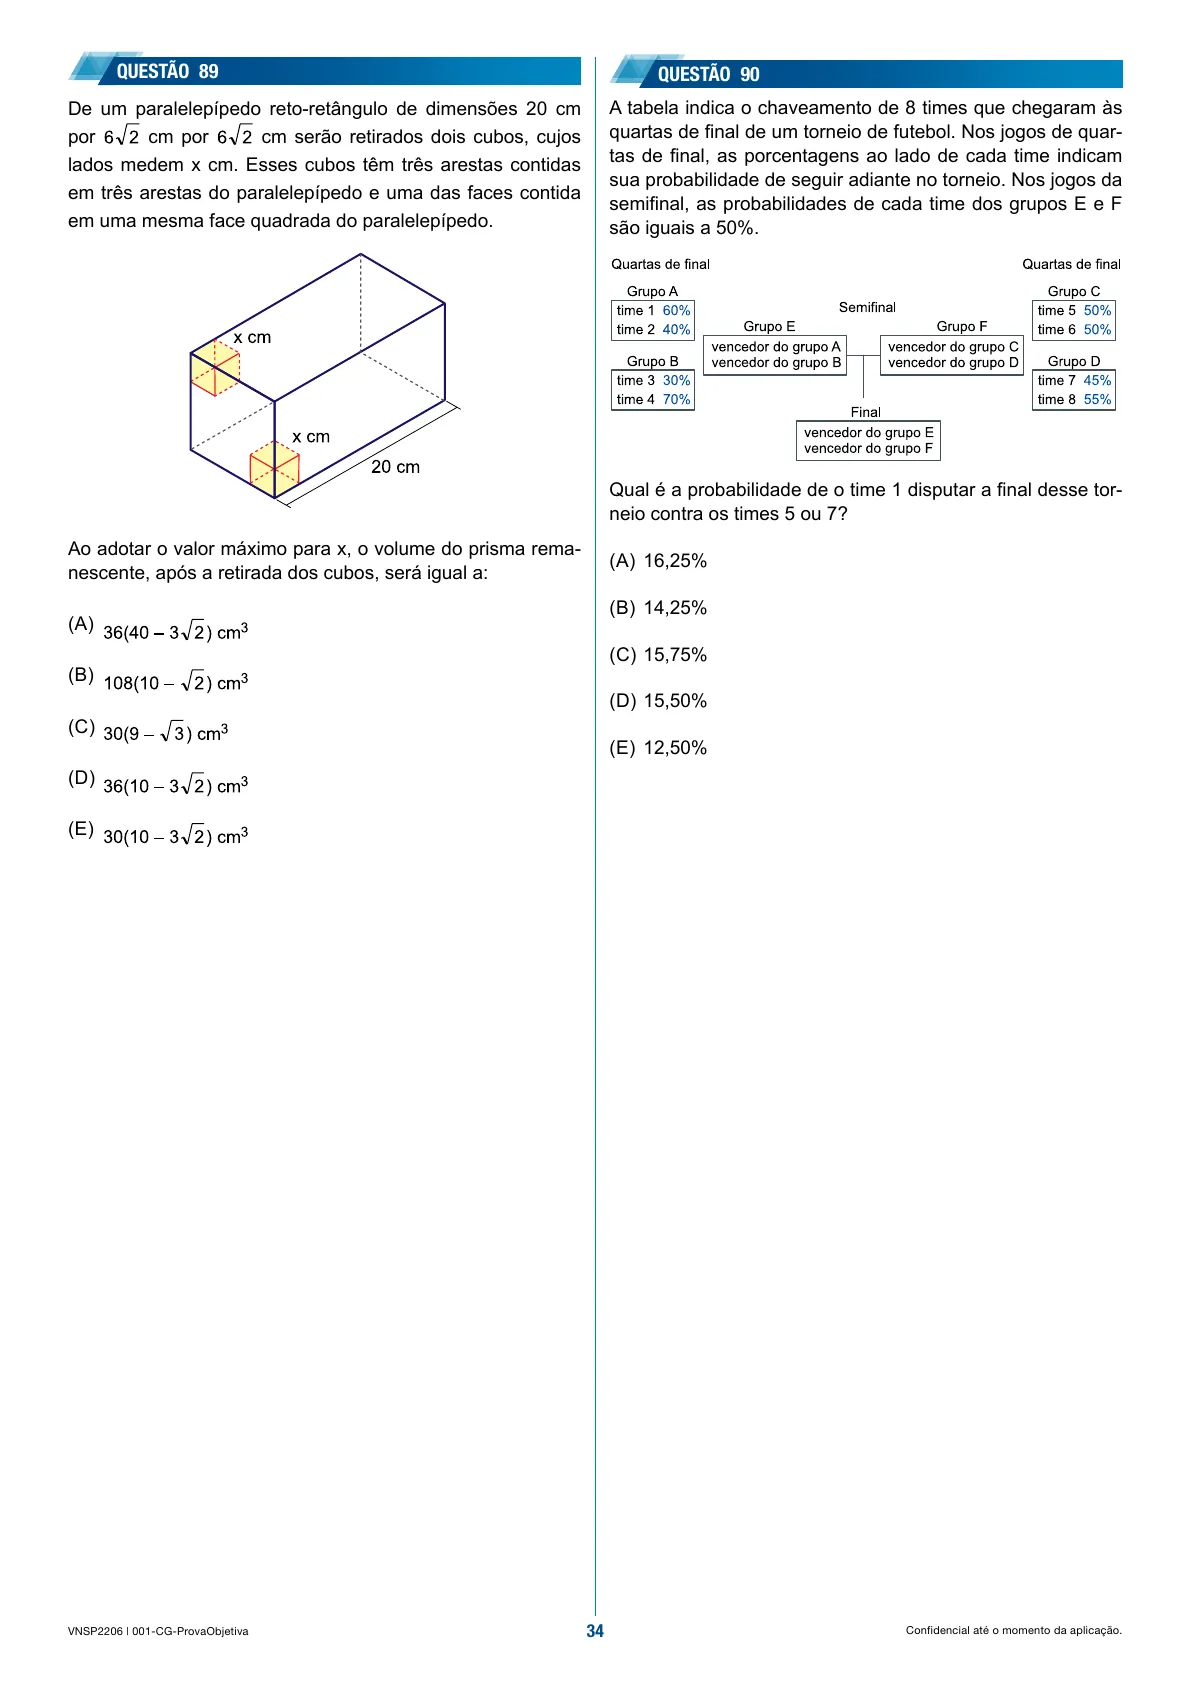 QUESTÃO 89
De um paralelepípedo reto-retângulo de dimensões 20 cm
por 6√2 cm por 6√2 cm serão retirados dois cubos, cujos
lados medem x cm. Esses cubos têm três arestas contidas
em três arestas do paralelepípedo e uma das faces contida
em uma mesma face quadrada do paralelepípedo.
x cm
x cm
20 cm
Ao adotar o valor máximo para x, o volume do prisma rema-
nescente, após a retirada dos cubos, será igual a:
(A) 36(40 – 3√2) cm³
(B) 108(10 – √2) cm³
(C) 30(9 – √3) cm³
(D) 36(10 – 3√2) cm³
(E) 30(10 – 3√2) cm³
QUESTÃO 90
A tabela indica o chaveamento de 8 times que chegaram às
quartas de final de um torneio de futebol. Nos jogos de quar-
tas de final, as porcentagens ao lado de cada time indicam
sua probabilidade de seguir adiante no torneio. Nos jogos da
semifinal, as probabilidades de cada time dos grupos E e F
são iguais a 50%.
Quartas de final
Grupo A
time 1 60%
time 2 40%
Grupo B
time 3 30%
time 4 70%
Semifinal
Grupo E
vencedor do grupo A
vencedor do grupo B
Grupo F
vencedor do grupo C
vencedor do grupo D
Quartas de final
Grupo C
time 5 50%
time 6 50%
Grupo D
time 7 45%
time 8 55%
Final
vencedor do grupo E
vencedor do grupo F
Qual é a probabilidade de o time 1 disputar a final desse tor-
neio contra os times 5 ou 7?
(A) 16,25%
(B) 14,25%
(C) 15,75%
(D) 15,50%
(E) 12,50%
VNSP2206 | 001-CG-ProvaObjetiva
34
Confidencial até o momento da aplicação.